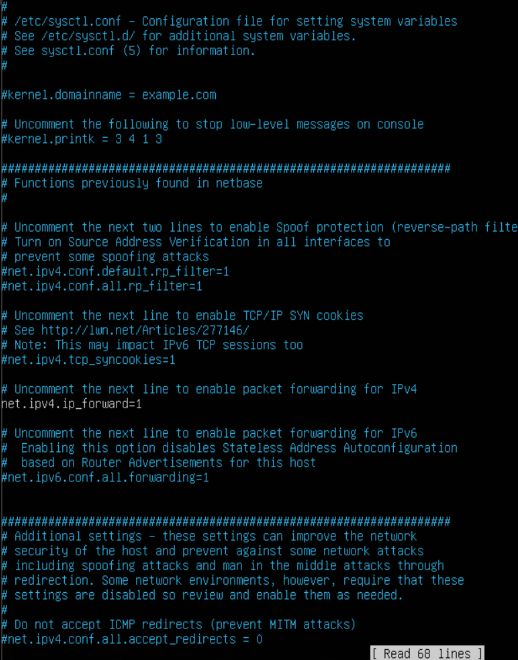 #
# /etc/sysctl.conf - Configuration file for setting system variables
# See /etc/sysctl.d/ for additional system variables.
# See sysctl.conf (5) for information.
#
#kernel.domainname = example.com
# Uncomment the following to stop low-level messages on console
#kernel.printk = 3 4 1 3
###################################################################
# Functions previously found in netbase
#
# Uncomment the next two lines to enable Spoof protection (reverse-path filte
# Turn on Source Address Verification in all interfaces to
# prevent some spoofing attacks
#net.ipv4.conf.default.rp_filter=1
#net.ipv4.conf.all.rp_filter=1
# Uncomment the next line to enable TCP/IP SYN cookies
# See http://lwn.net/Articles/277146/
# Note: This may impact IPv6 TCP sessions too
#net.ipv4.tcp_syncookies=1
# Uncomment the next line to enable packet forwarding for IPv4
net.ipv4.ip_forward=1
# Uncomment the next line to enable packet forwarding for IPv6
#  Enabling this option disables Stateless Address Autoconfiguration
#  based on Router Advertisements for this host
#net.ipv6.conf.all.forwarding=1
###################################################################
# Additional settings - these settings can improve the network
# security of the host and prevent against some network attacks
# including spoofing attacks and man in the middle attacks through
# redirection. Some network environments, however, require that these
# settings are disabled so review and enable them as needed.
#
# Do not accept ICMP redirects (prevent MITM attacks)
#net.ipv4.conf.all.accept_redirects = 0
[ Read 68 lines ]